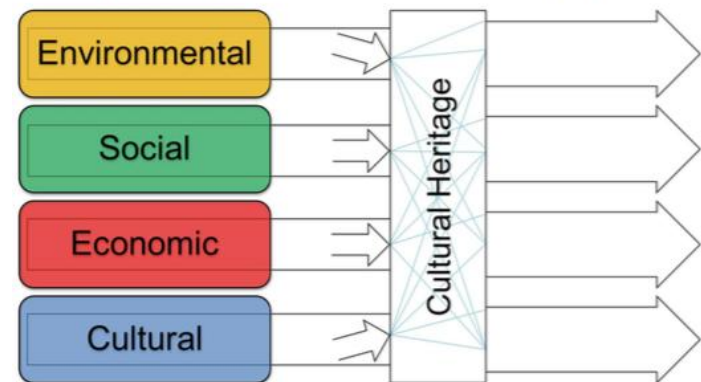 Environmental
Social
Economic
Cultural
Cultural Heritage